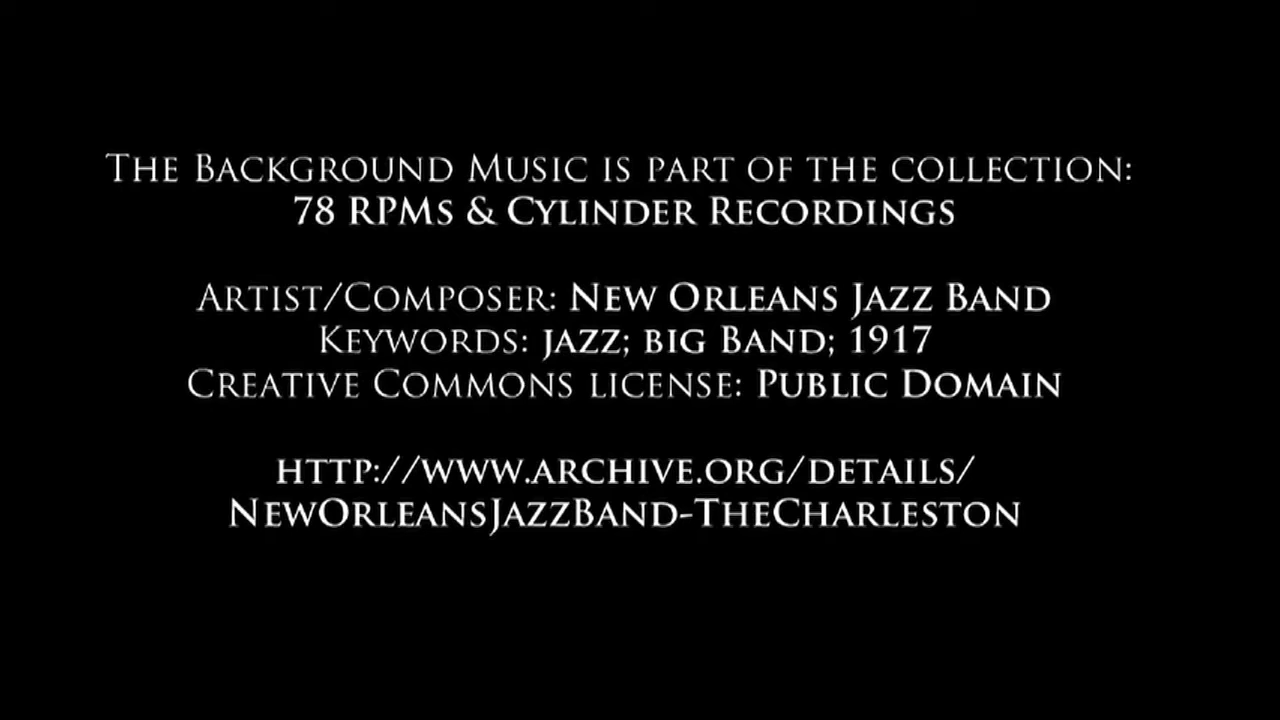 The Background Music is part of the collection:
78 RPMs & Cylinder Recordings
Artist/Composer: New Orleans Jazz Band
Keywords: jazz; big Band; 1917
Creative Commons license: Public Domain
http://www.archive.org/details/
NewOrleansJazzBand-TheCharleston